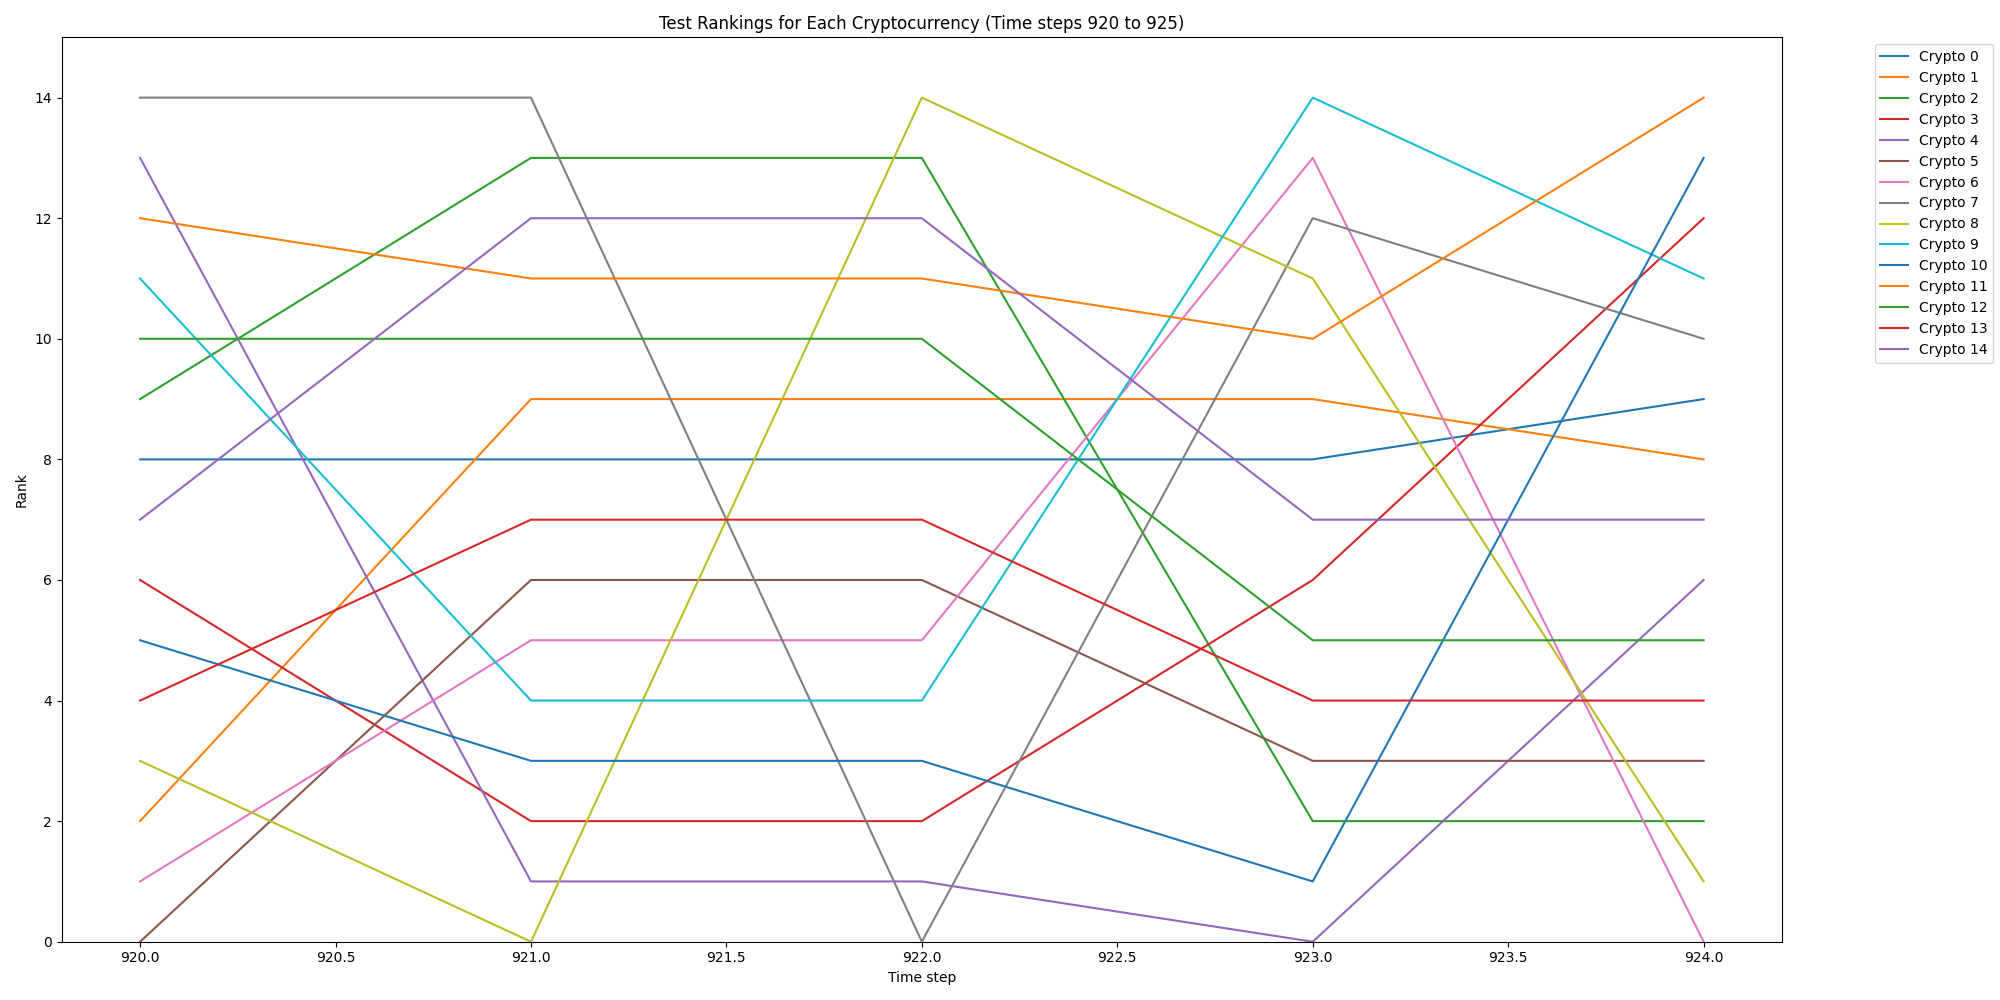 Test Rankings for Each Cryptocurrency (Time steps 920 to 925)
Rank
14
12
10
8
6
4
2
0
920.0 920.5 921.0 921.5 922.0 922.5 923.0 923.5 924.0
Time step
Crypto 0
Crypto 1
Crypto 2
Crypto 3
Crypto 4
Crypto 5
Crypto 6
Crypto 7
Crypto 8
Crypto 9
Crypto 10
Crypto 11
Crypto 12
Crypto 13
Crypto 14